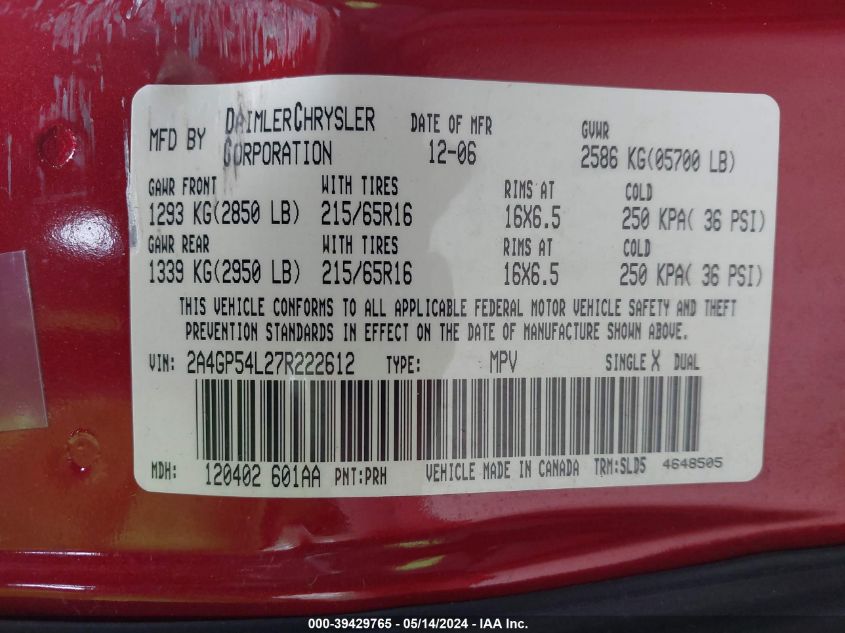 MFD BY DAIMLERCHRYSLER CORPORATION DATE OF MFR 12-06 GVWR 2586 KG(05700 LB)
GAWR FRONT WITH TIRES RIMS AT COLD
1293 KG(2850 LB) 215/65R16 16X6.5 250 KPA( 36 PSI)
GAWR REAR WITH TIRES RIMS AT COLD
1339 KG(2950 LB) 215/65R16 16X6.5 250 KPA( 36 PSI)
THIS VEHICLE CONFORMS TO ALL APPLICABLE FEDERAL MOTOR VEHICLE SAFETY AND THEFT
PREVENTION STANDARDS IN EFFECT ON THE DATE OF MANUFACTURE SHOWN ABOVE.
VIN: 2A4GP54L27R222612 TYPE: MPV SINGLE X DUAL
MDH: 120402 601AA PNT:PRH VEHICLE MADE IN CANADA TRM:SLD5 4648505
000-39429765 - 05/14/2024 - IAA Inc.